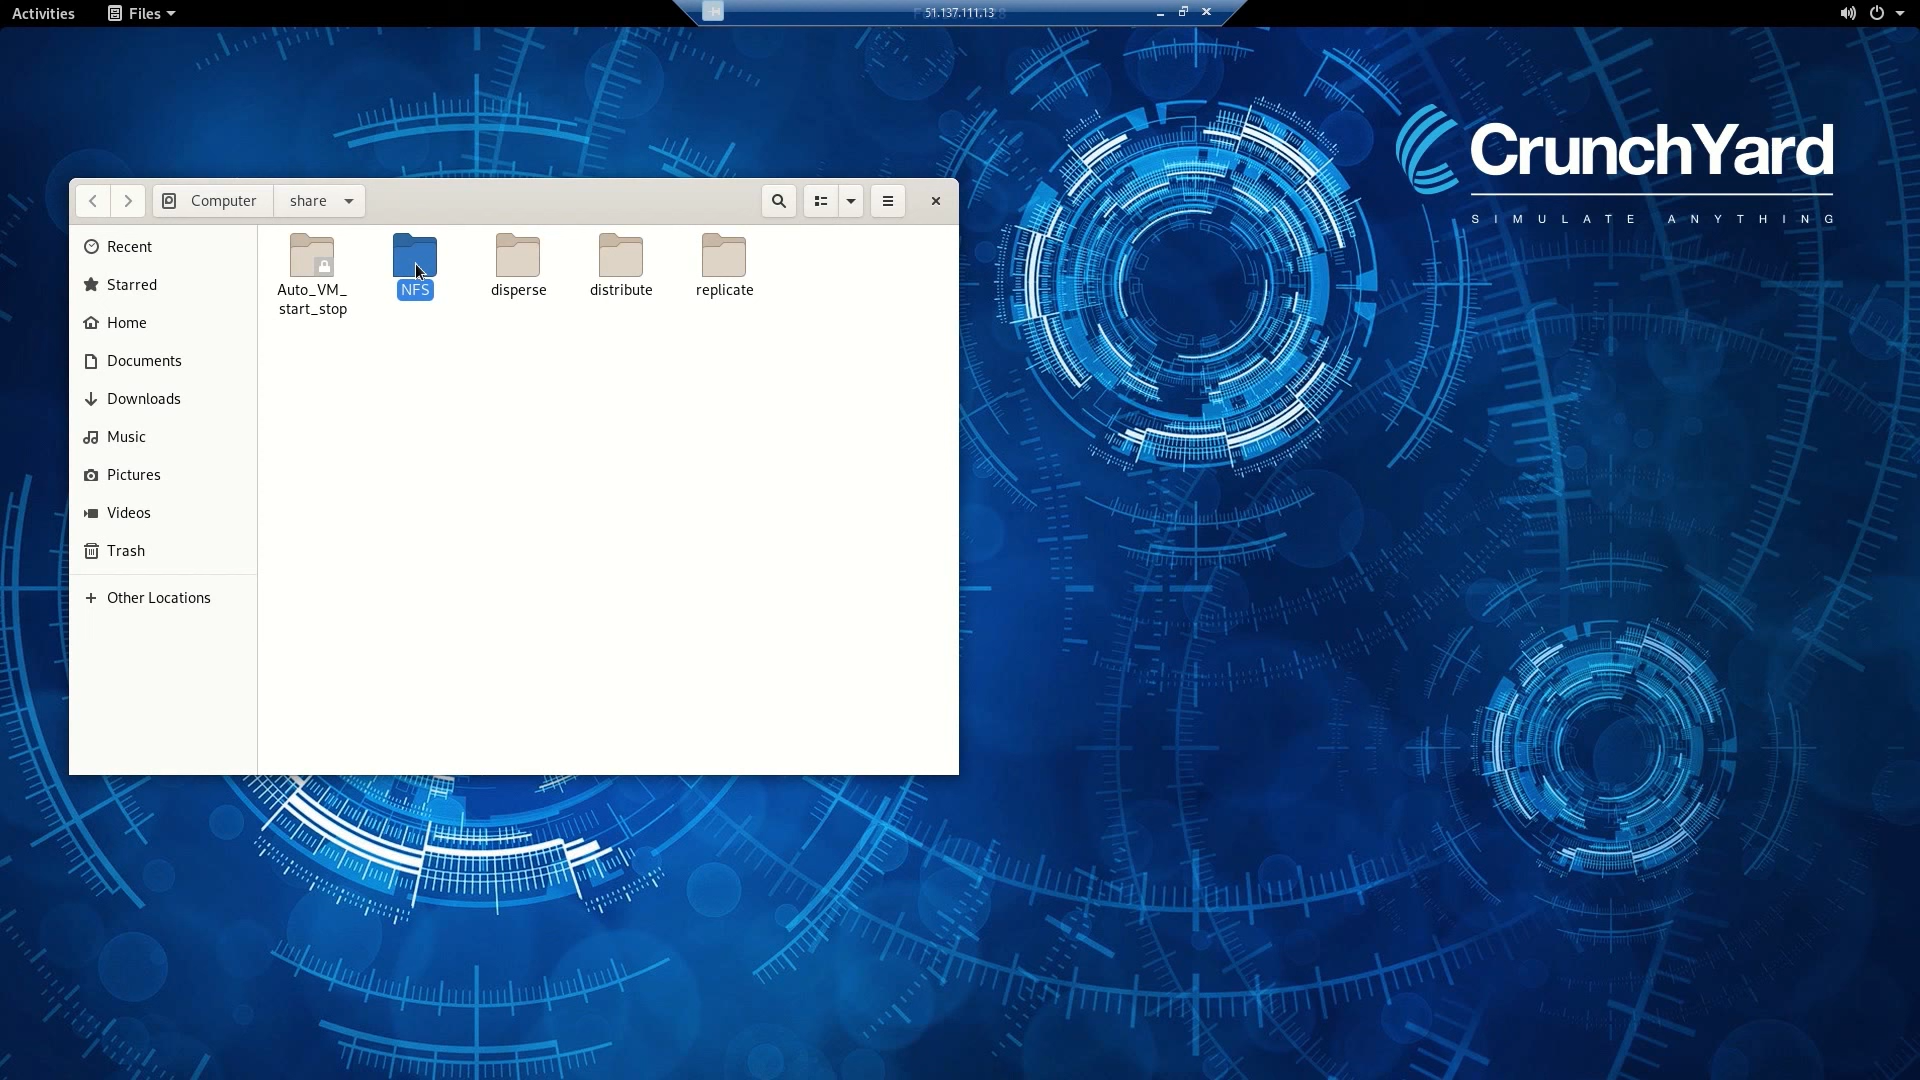 Activities
Files
51.137.111.13
CrunchYard
SIMULATE ANYTHING
Computer
share
Recent
Starred
Home
Documents
Downloads
Music
Pictures
Videos
Trash
Other Locations
Auto_VM_
start_stop
NFS
disperse
distribute
replicate